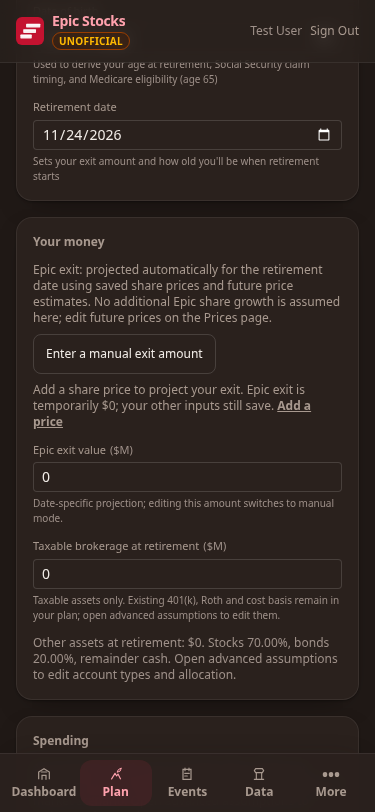 Epic Stocks
UNOFFICIAL
Test User Sign Out
Used to derive your age at retirement, Social Security claim
timing, and Medicare eligibility (age 65)
Retirement date
11/24/2026
Sets your exit amount and how old you'll be when retirement
starts
Your money
Epic exit: projected automatically for the retirement
date using saved share prices and future price
estimates. No additional Epic share growth is assumed
here; edit future prices on the Prices page.
Enter a manual exit amount
Add a share price to project your exit. Epic exit is
temporarily $0; your other inputs still save. Add a
price
Epic exit value ($M)
0
Date-specific projection; editing this amount switches to manual
mode.
Taxable brokerage at retirement ($M)
0
Taxable assets only. Existing 401(k), Roth and cost basis remain in
your plan; open advanced assumptions to edit them.
Other assets at retirement: $0. Stocks 70.00%, bonds
20.00%, remainder cash. Open advanced assumptions
to edit account types and allocation.
Spending
Dashboard Plan Events Data More